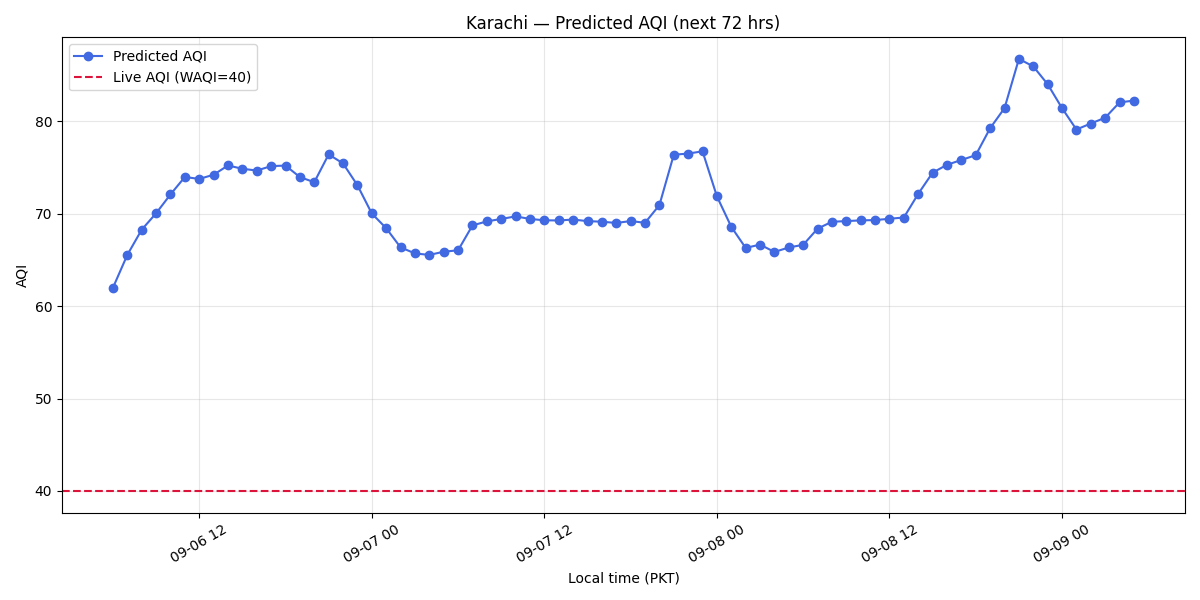 Karachi — Predicted AQI (next 72 hrs)
Predicted AQI
Live AQI (WAQI=40)
AQI
80
70
60
50
40
09-06 12
09-07 00
09-07 12
09-08 00
09-08 12
09-09 00
Local time (PKT)